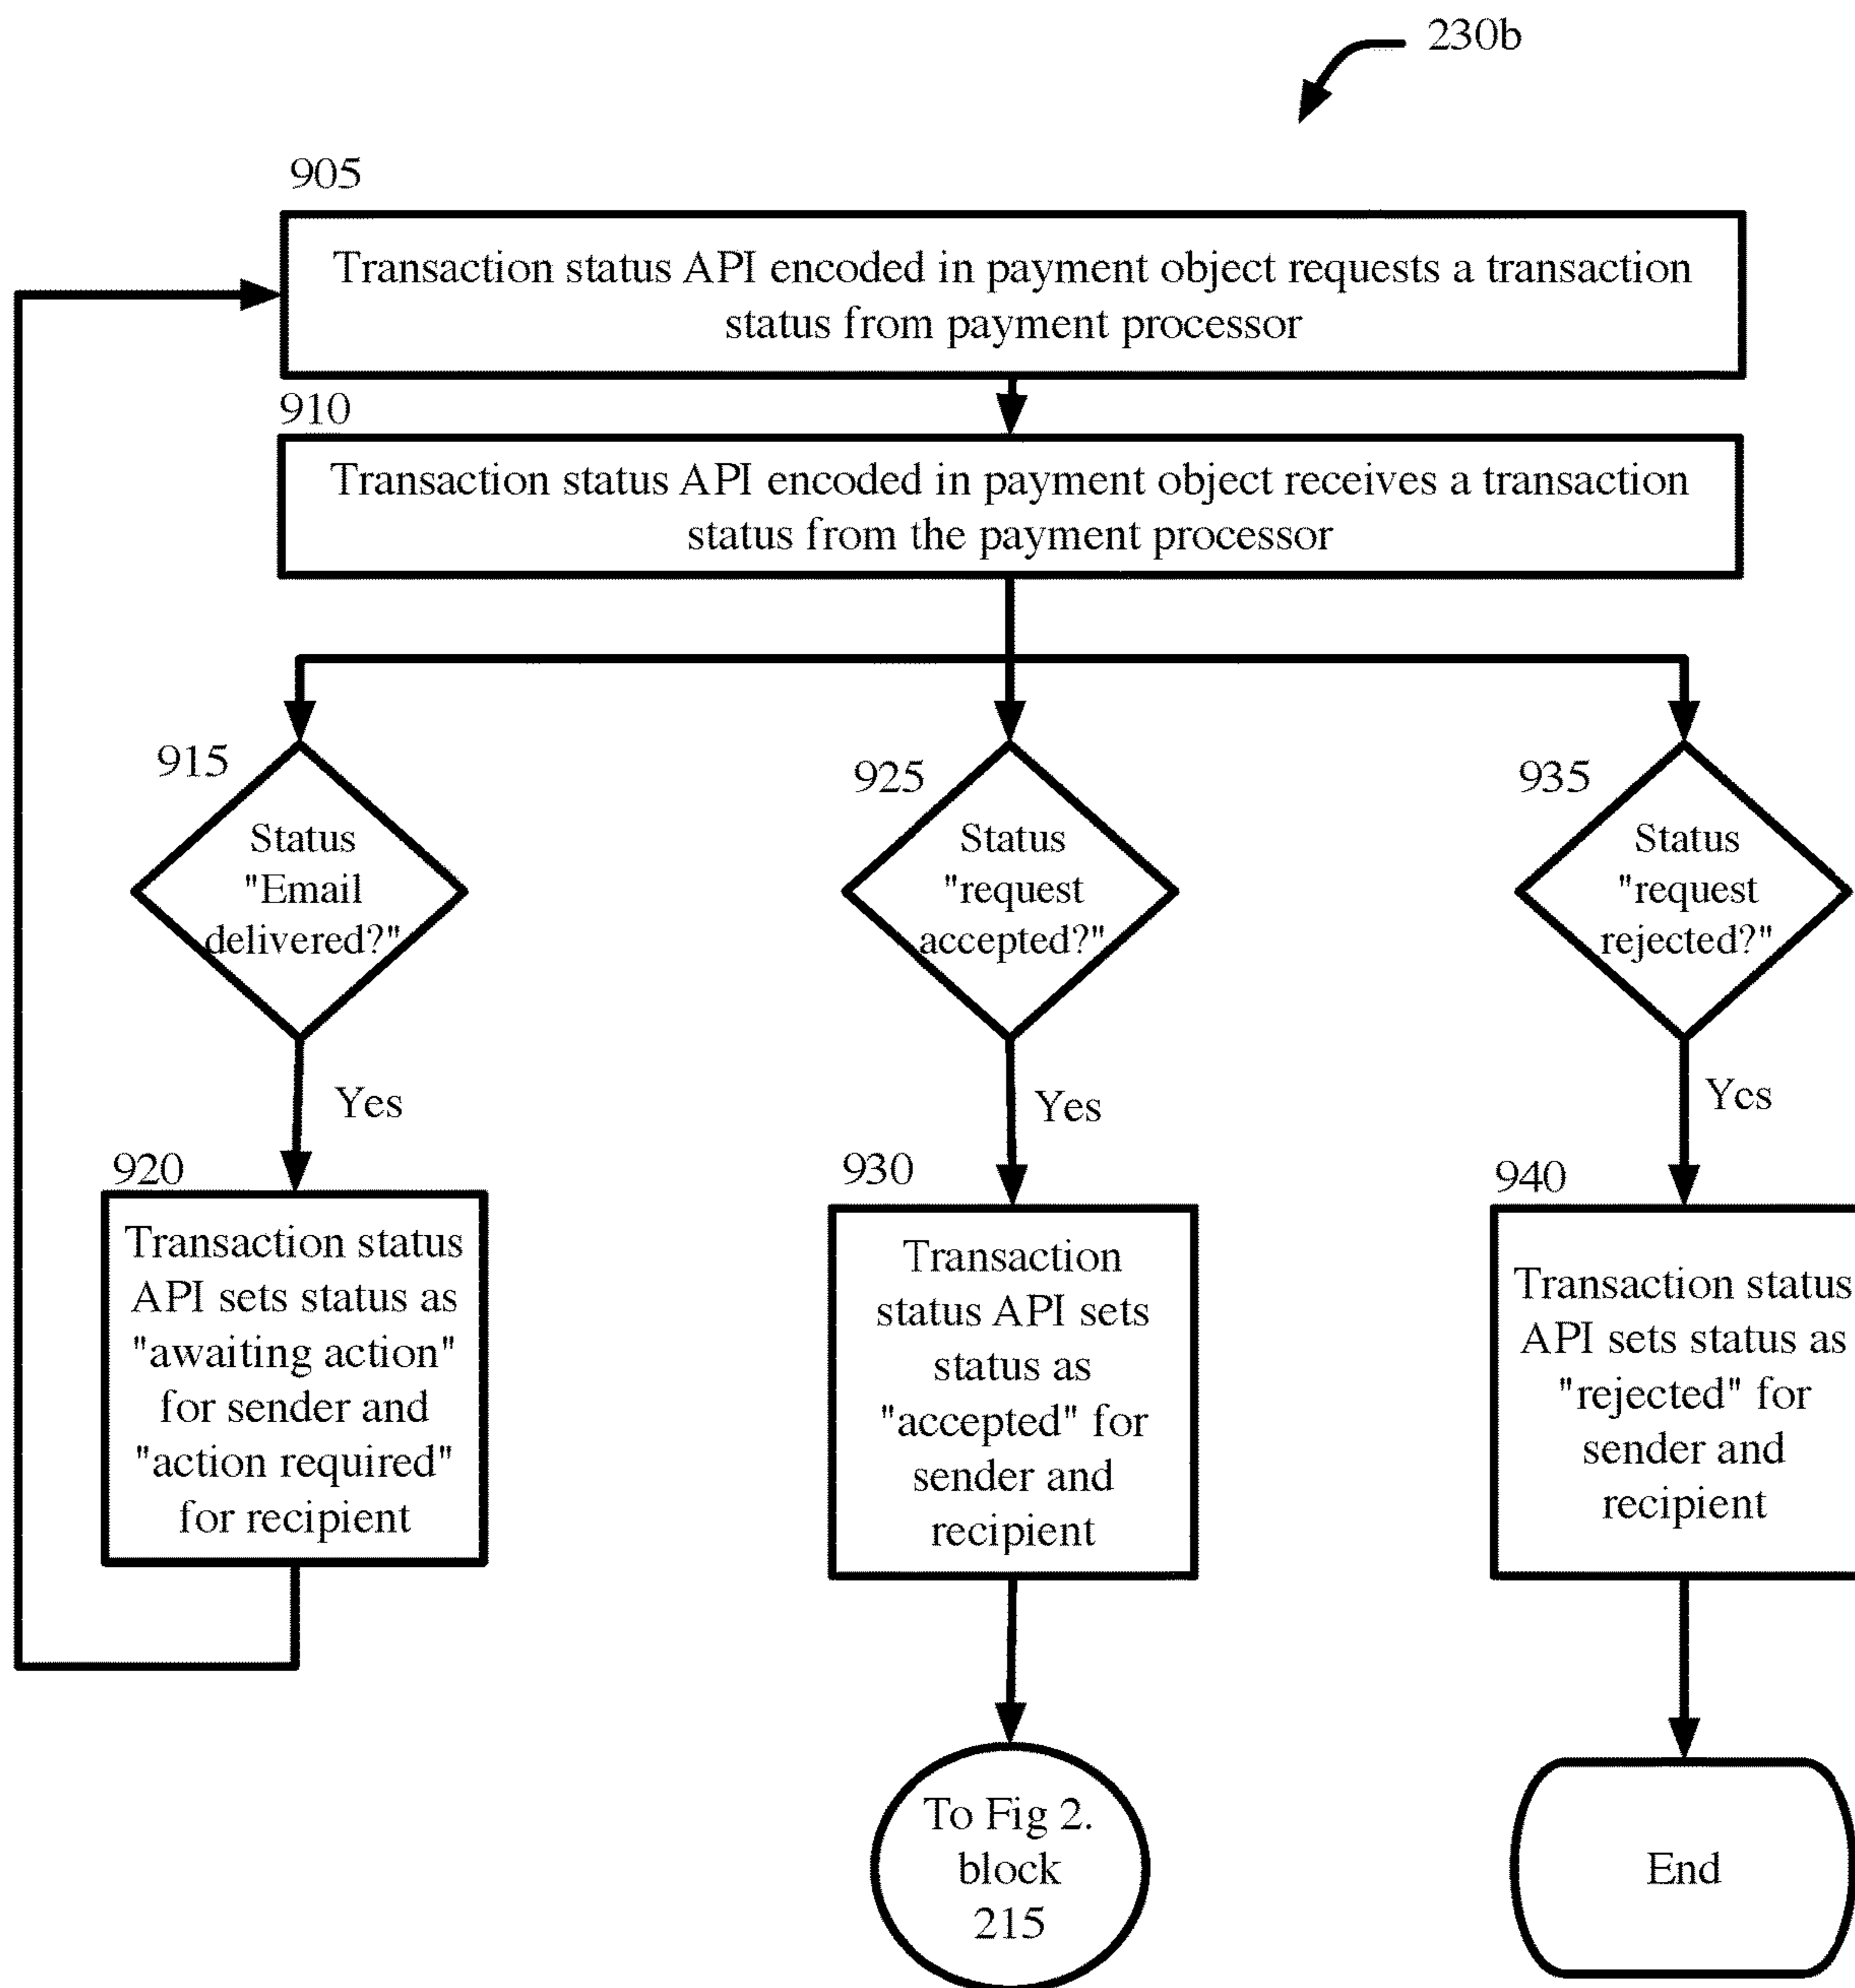 230b
905
Transaction status API encoded in payment object requests a transaction
status from payment processor
910
Transaction status API encoded in payment object receives a transaction
status from the payment processor
915
Status
"Email
delivered?"
925
Status
"request
accepted?"
935
Status
"request
rejected?"
Yes
Yes
Yes
920
Transaction status
API sets status as
"awaiting action"
for sender and
"action required"
for recipient
930
Transaction
status API sets
status as
"accepted" for
sender and
recipient
940
Transaction status
API sets status as
"rejected" for
sender and
recipient
To Fig 2.
block
215
End